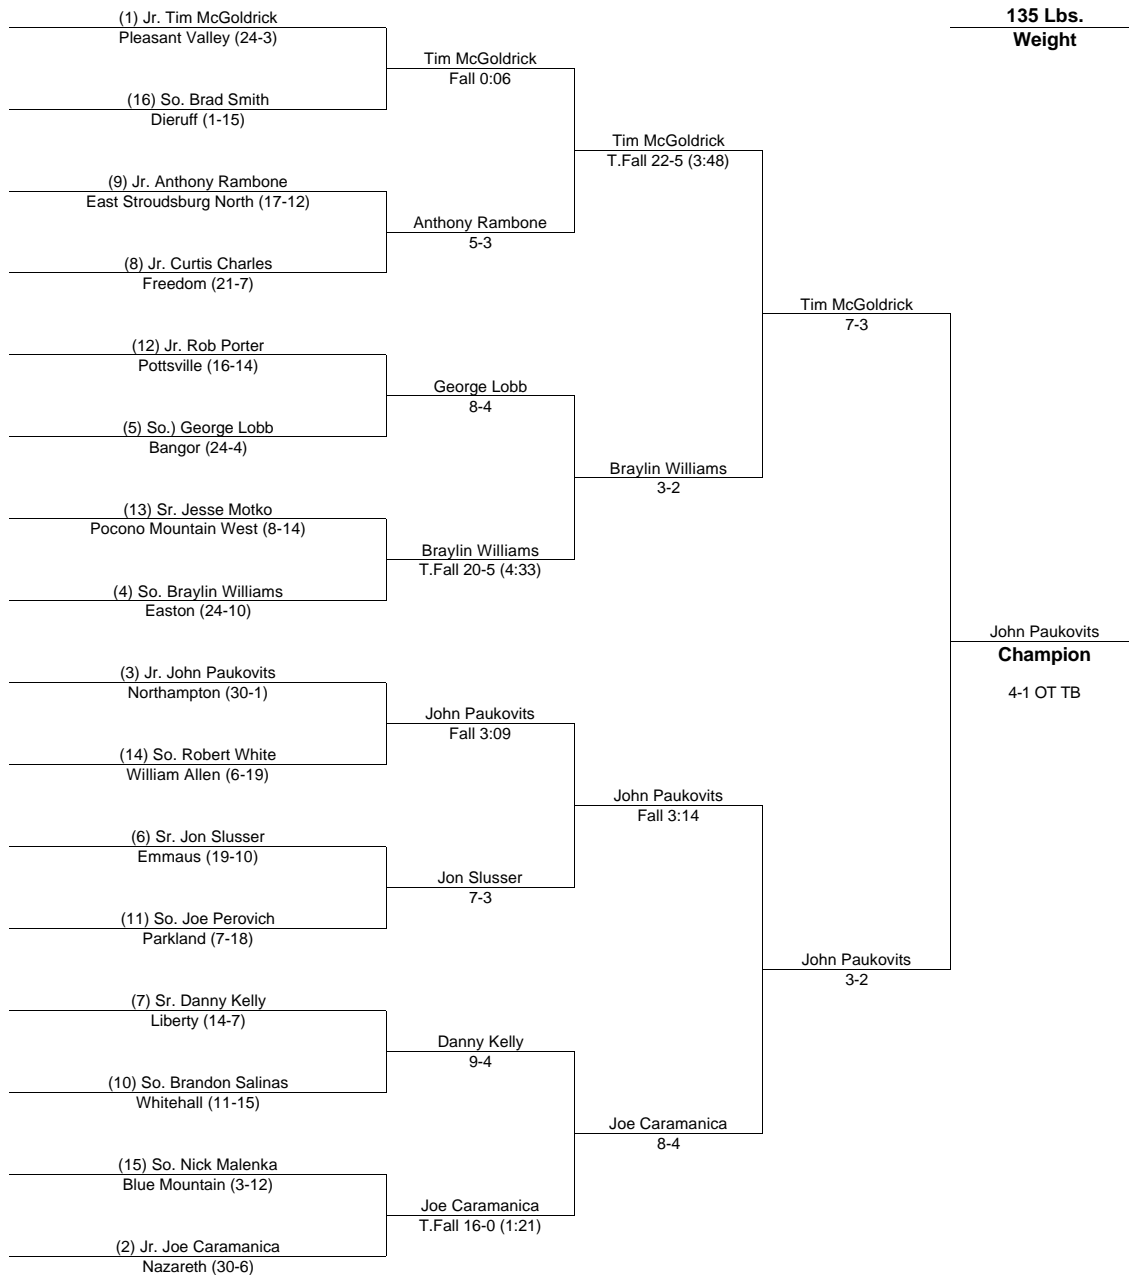 135 Lbs.
Weight
(1) Jr. Tim McGoldrick
Pleasant Valley (24-3)
(16) So. Brad Smith
Dieruff (1-15)
(9) Jr. Anthony Rambone
East Stroudsburg North (17-12)
(8) Jr. Curtis Charles
Freedom (21-7)
(12) Jr. Rob Porter
Pottsville (16-14)
(5) So.) George Lobb
Bangor (24-4)
(13) Sr. Jesse Motko
Pocono Mountain West (8-14)
(4) So. Braylin Williams
Easton (24-10)
(3) Jr. John Paukovits
Northampton (30-1)
(14) So. Robert White
William Allen (6-19)
(6) Sr. Jon Slusser
Emmaus (19-10)
(11) So. Joe Perovich
Parkland (7-18)
(7) Sr. Danny Kelly
Liberty (14-7)
(10) So. Brandon Salinas
Whitehall (11-15)
(15) So. Nick Malenka
Blue Mountain (3-12)
(2) Jr. Joe Caramanica
Nazareth (30-6)
Tim McGoldrick
Fall 0:06
Anthony Rambone
5-3
George Lobb
8-4
Braylin Williams
T.Fall 20-5 (4:33)
John Paukovits
Fall 3:09
Jon Slusser
7-3
Danny Kelly
9-4
Joe Caramanica
T.Fall 16-0 (1:21)
Tim McGoldrick
T.Fall 22-5 (3:48)
Braylin Williams
3-2
John Paukovits
Fall 3:14
Joe Caramanica
8-4
Tim McGoldrick
7-3
John Paukovits
3-2
John Paukovits
Champion
4-1 OT TB